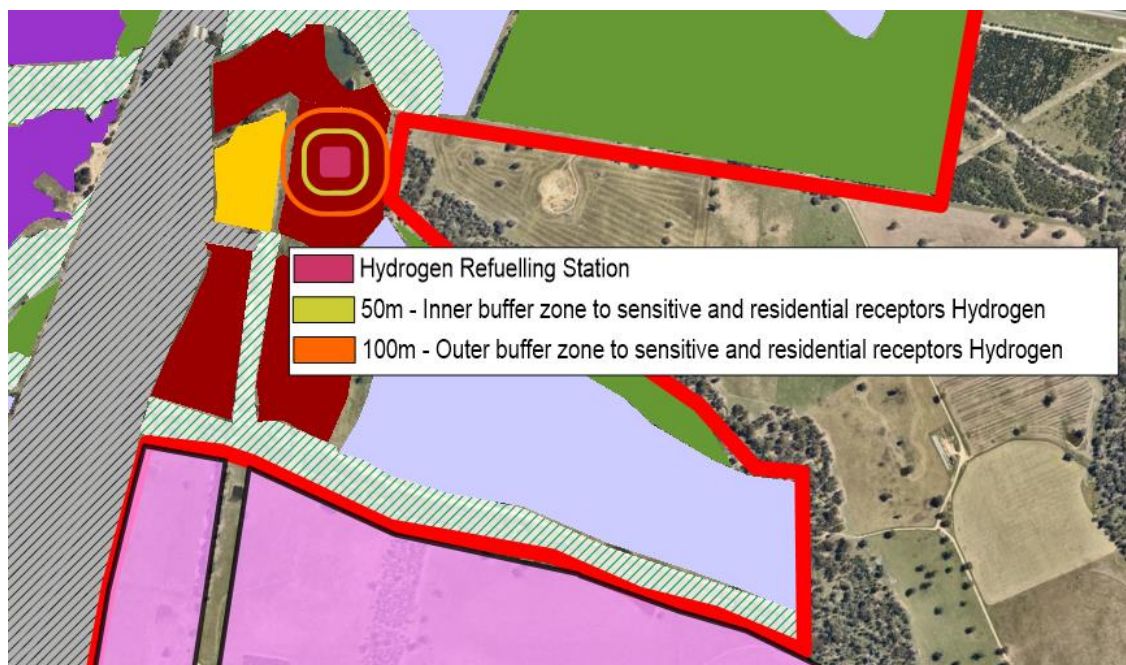 Hydrogen Refuelling Station
50m - Inner buffer zone to sensitive and residential receptors Hydrogen
100m - Outer buffer zone to sensitive and residential receptors Hydrogen